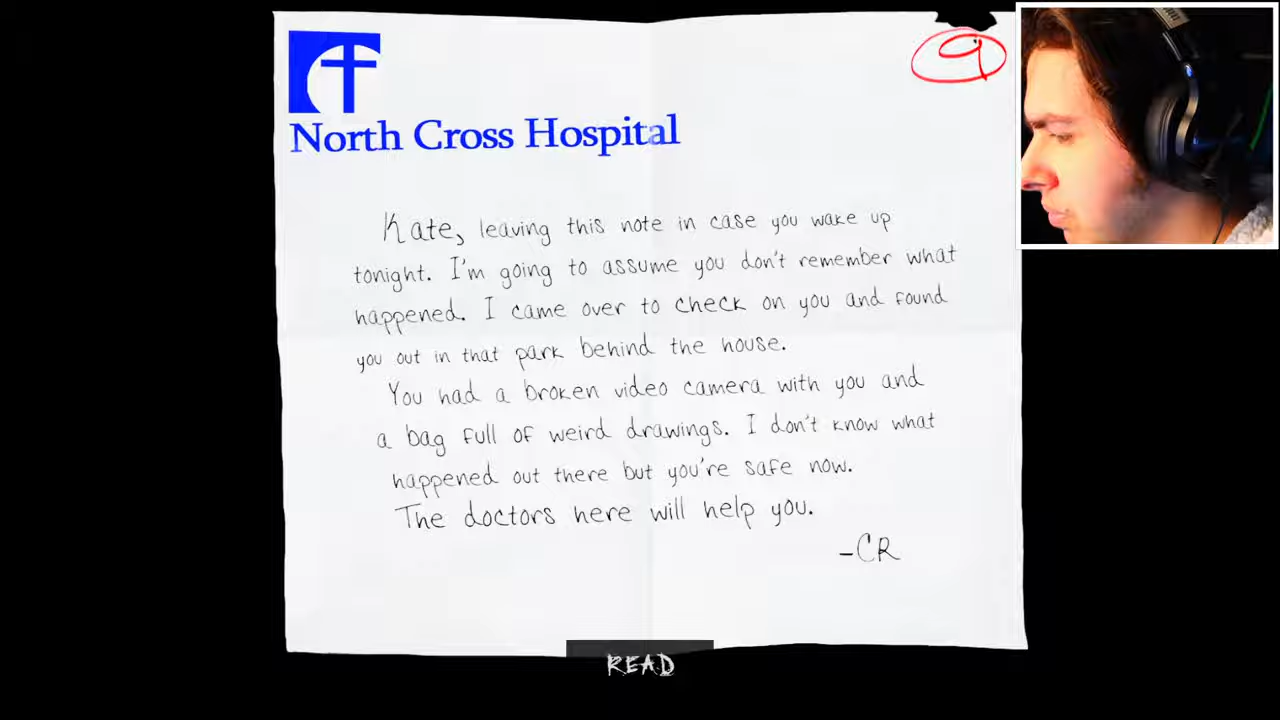 9
North Cross Hospital
Kate, leaving this note in case you wake up
tonight. I'm going to assume you don't remember what
happened. I came over to check on you and found
you out in that park behind the house.
You had a broken video camera with you and
a bag full of weird drawings. I don't know what
happened out there but you're safe now.
The doctors here will help you.
-CR
READ